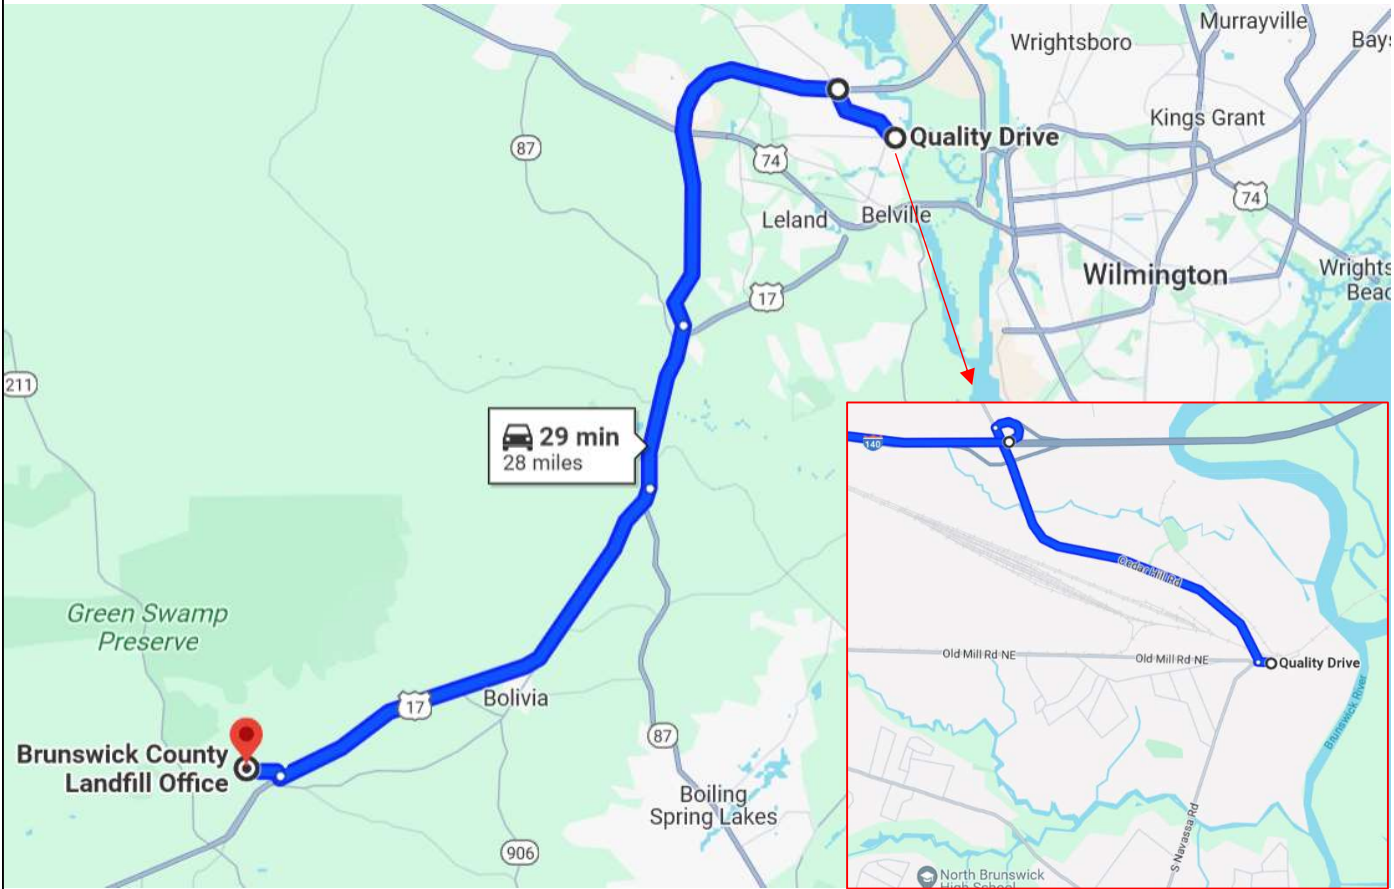 Murrayville
Wrightsboro
Bays
Kings Grant
87
Quality Drive
74
74
Leland
Belville
Wilmington
Wrights
Beac
17
211
29 min
28 miles
140
Cedar Hill Rd
Old Mill Rd NE
Old Mill Rd NE
Quality Drive
Brunswick River
S Navassa Rd
North Brunswick
High School
Green Swamp
Preserve
Bolivia
17
87
Brunswick County
Landfill Office
Boiling
Spring Lakes
906